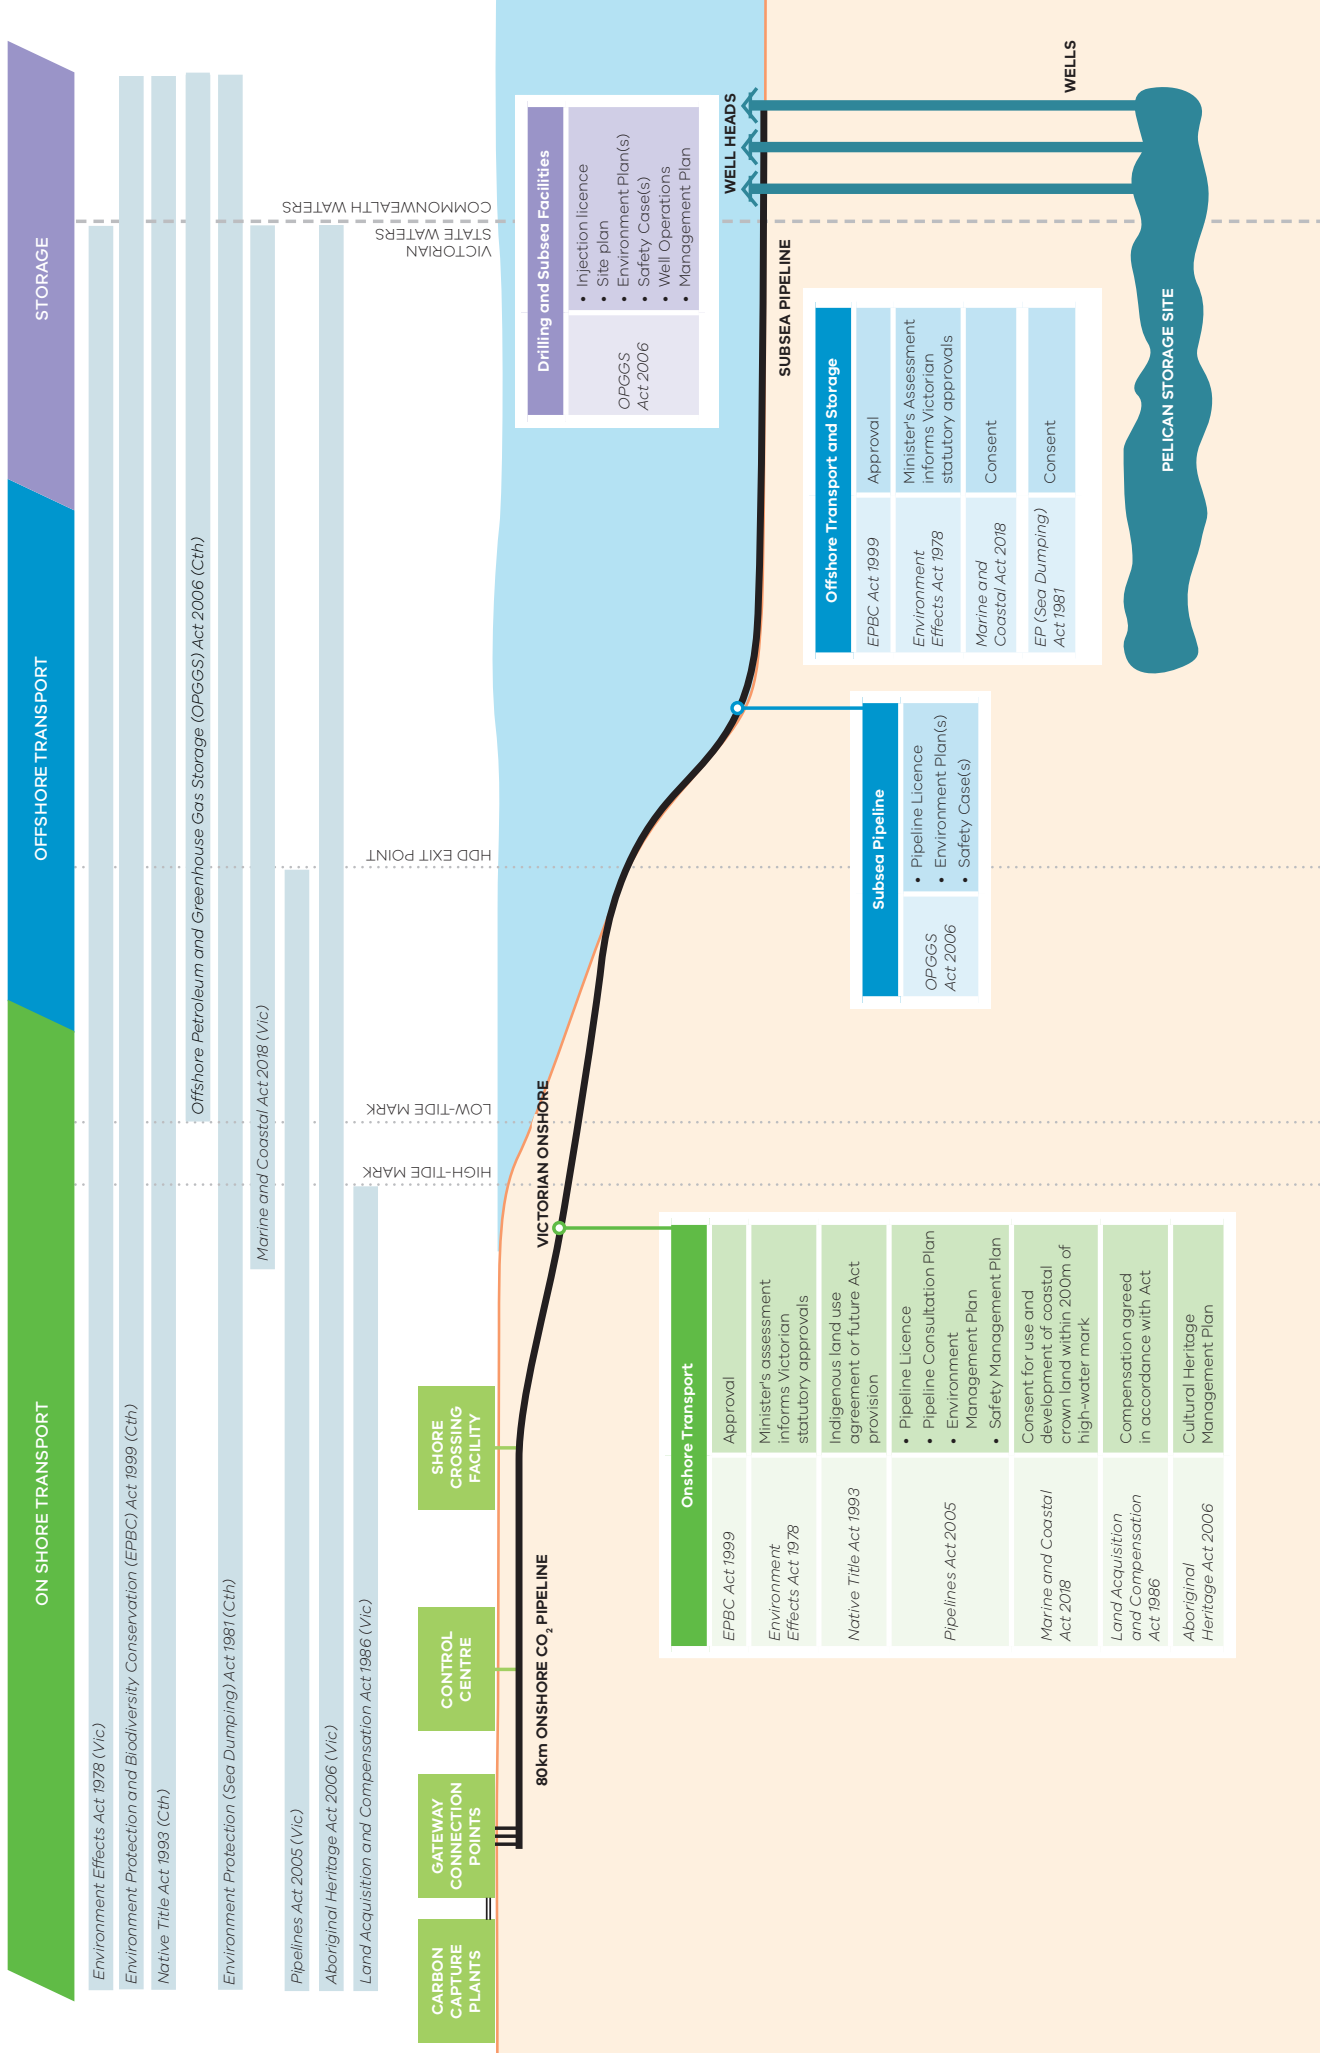 ON SHORE TRANSPORT
OFFSHORE TRANSPORT
STORAGE
Environment Effects Act 1978 (Vic)
Environment Protection and Biodiversity Conservation (EPBC) Act 1999 (Cth)
Native Title Act 1993 (Cth)
Offshore Petroleum and Greenhouse Gas Storage (OPGGS) Act 2006 (Cth)
Environment Protection (Sea Dumping) Act 1981 (Cth)
Marine and Coastal Act 2018 (Vic)
Pipelines Act 2005 (Vic)
Aboriginal Heritage Act 2006 (Vic)
Land Acquisition and Compensation Act 1986 (Vic)
HIGH-TIDE MARK
LOW-TIDE MARK
HDD EXIT POINT
VICTORIAN
STATE WATERS
COMMONWEALTH WATERS
CARBON
CAPTURE
PLANTS
GATEWAY
CONNECTION
POINTS
CONTROL
CENTRE
SHORE
CROSSING
FACILITY
80km ONSHORE CO2 PIPELINE
VICTORIAN ONSHORE
Drilling and Subsea Facilities
OPGGS
Act 2006
• Injection licence
• Site plan
• Environment Plan(s)
• Safety Case(s)
• Well Operations
• Management Plan
WELL HEADS
SUBSEA PIPELINE
WELLS
Onshore Transport
EPBC Act 1999
Approval
Environment
Effects Act 1978
Minister's assessment
informs Victorian
statutory approvals
Native Title Act 1993
Indigenous land use
agreement or future Act
provision
Pipelines Act 2005
• Pipeline Licence
• Pipeline Consultation Plan
• Environment
Management Plan
• Safety Management Plan
Marine and Coastal
Act 2018
Consent for use and
development of coastal
crown land within 200m of
high-water mark
Land Acquisition
and Compensation
Act 1986
Compensation agreed
in accordance with Act
Aboriginal
Heritage Act 2006
Cultural Heritage
Management Plan
Subsea Pipeline
OPGGS
Act 2006
• Pipeline Licence
• Environment Plan(s)
• Safety Case(s)
Offshore Transport and Storage
EPBC Act 1999
Approval
Environment
Effects Act 1978
Minister's Assessment
informs Victorian
statutory approvals
Marine and
Coastal Act 2018
Consent
EP (Sea Dumping)
Act 1981
Consent
PELICAN STORAGE SITE